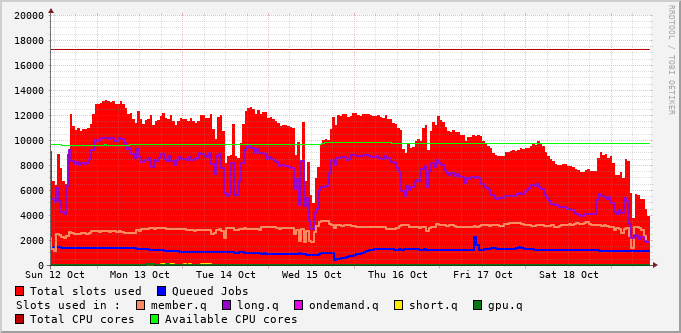 RRDTOOL / TOBI OETIKER
20000
18000
16000
14000
12000
10000
8000
6000
4000
2000
0
Sun 12 Oct Mon 13 Oct Tue 14 Oct Wed 15 Oct Thu 16 Oct Fri 17 Oct Sat 18 Oct
Total slots used Queued Jobs
Slots used in : member.q long.q ondemand.q short.q gpu.q
Total CPU cores Available CPU cores